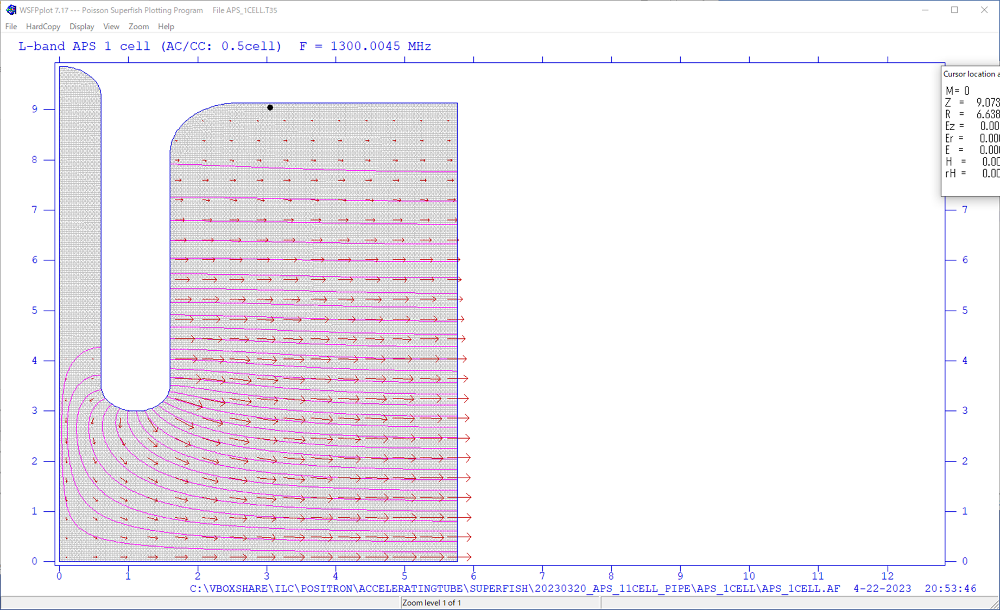 WSFPplot 7.17 --- Poisson Superfish Plotting Program    File APS_1CELL.T35
File HardCopy Display View Zoom Help
L-band APS 1 cell (AC/CC: 0.5cell)  F = 1300.0045 MHz
Cursor location a
M= 0
Z = 9.073
R = 6.638
Ez = 0.00
Er = 0.00
E = 0.00
H = 0.00
rH = 0.00
9
8
7 7
6 6
5 5
4 4
3 3
2 2
1 1
0 0
0 1 2 3 4 5 6 7 8 9 10 11 12
C:\VBOXSHARE\ILC\POSITRON\ACCELERATINGTUBE\SUPERFISH\20230320_APS_11CELL_PIPE\APS_1CELL\APS_1CELL.AF  4-22-2023  20:53:46
Zoom level 1 of 1